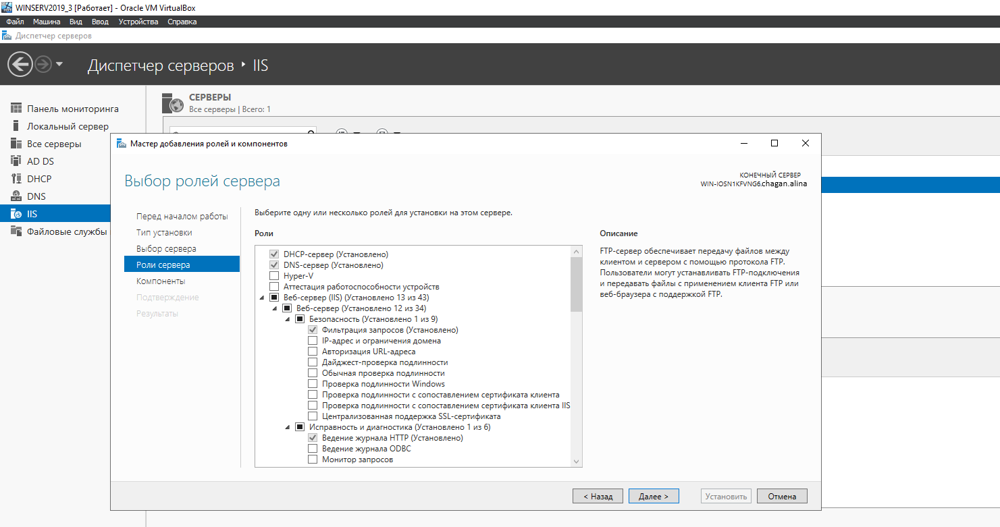 WINSERV2019_3 [Работает] - Oracle VM VirtualBox
Файл Машина Вид Ввод Устройства Справка
Диспетчер серверов
Диспетчер серверов IIS
Панель мониторинга
Локальный сервер
Все серверы
AD DS
DHCP
DNS
IIS
Файловые службы
СЕРВЕРЫ
Все серверы | Всего: 1
Мастер добавления ролей и компонентов
Выбор ролей сервера
КОНЕЧНЫЙ СЕРВЕР
WIN-IOSN1KFVNG6.chagan.alina
Перед началом работы
Тип установки
Выбор сервера
Роли сервера
Компоненты
Подтверждение
Результаты
Выберите одну или несколько ролей для установки на этом сервере.
Роли
DHCP-сервер (Установлено)
DNS-сервер (Установлено)
Hyper-V
Аттестация работоспособности устройств
Веб-сервер (IIS) (Установлено 13 из 43)
Веб-сервер (Установлено 12 из 34)
Безопасность (Установлено 1 из 9)
Фильтрация запросов (Установлено)
IP-адрес и ограничения домена
Авторизация URL-адреса
Дайджест-проверка подлинности
Обычная проверка подлинности
Проверка подлинности Windows
Проверка подлинности с сопоставлением сертификата клиента
Проверка подлинности с сопоставлением сертификата клиента IIS
Централизованная поддержка SSL-сертификата
Исправность и диагностика (Установлено 1 из 6)
Ведение журнала HTTP (Установлено)
Ведение журнала ODBC
Монитор запросов
Описание
FTP-сервер обеспечивает передачу файлов между
клиентом и сервером с помощью протокола FTP.
Пользователи могут устанавливать FTP-подключения
и передавать файлы с применением клиента FTP или
веб-браузера с поддержкой FTP.
< Назад
Далее >
Установить
Отмена